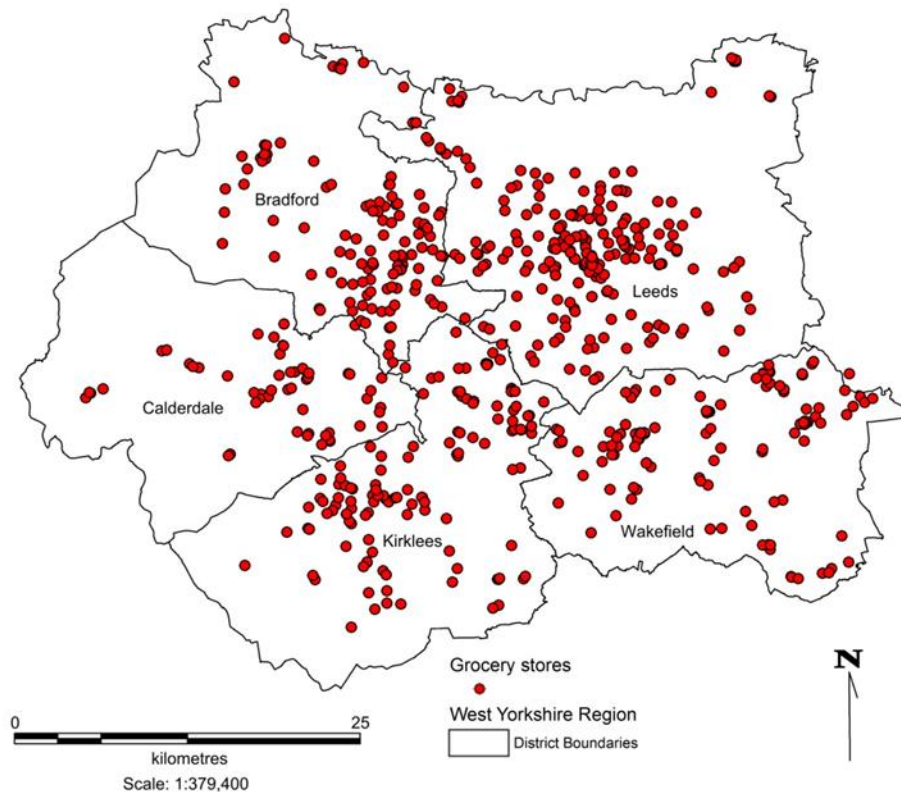 Bradford
Leeds
Calderdale
Kirklees
Wakefield
Grocery stores
West Yorkshire Region
District Boundaries
0 25
kilometres
Scale: 1:379,400
N